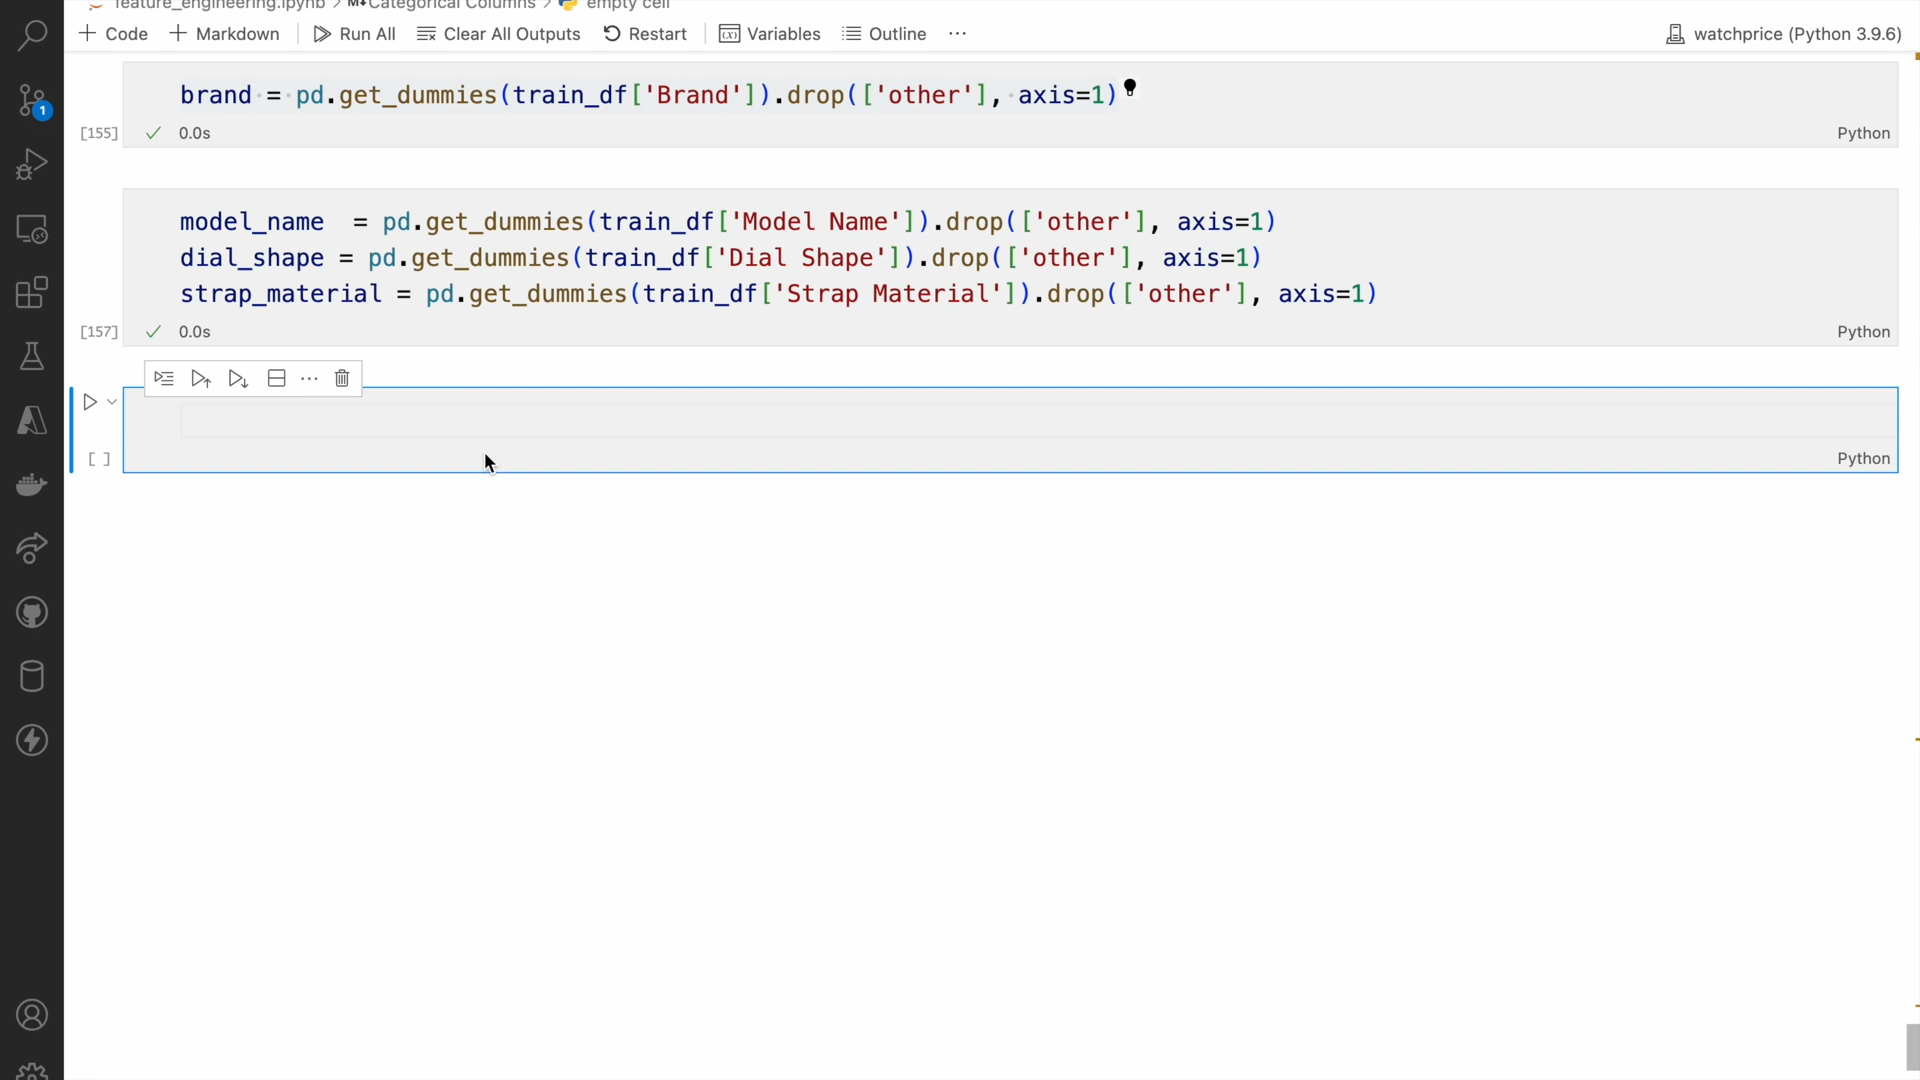 feature_engineering.ipynb > M↓Categorical Columns > empty cell
+ Code + Markdown Run All Clear All Outputs Restart Variables Outline ··· watchprice (Python 3.9.6)
1
brand = pd.get_dummies(train_df['Brand']).drop(['other'], axis=1)
[155] ✓ 0.0s Python
model_name  = pd.get_dummies(train_df['Model Name']).drop(['other'], axis=1)
dial_shape = pd.get_dummies(train_df['Dial Shape']).drop(['other'], axis=1)
strap_material = pd.get_dummies(train_df['Strap Material']).drop(['other'], axis=1)
[157] ✓ 0.0s Python
[ ] Python